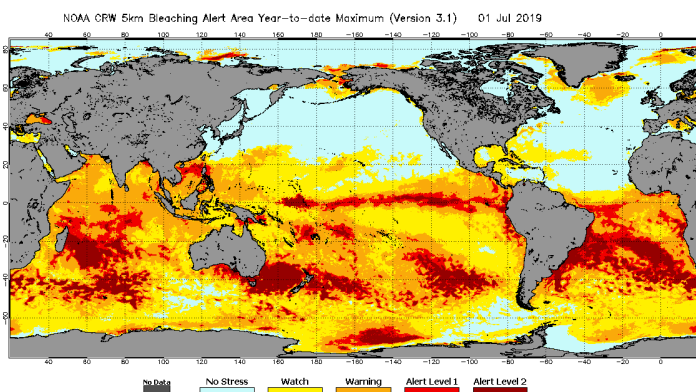 NOAA CRW 5km Bleaching Alert Area Year-to-date Maximum (Version 3.1) 01 Jul 2019
80
60
40
20
0
-20
-40
-60
40 60 80 100 120 140 160 180 -160 -140 -120 -100 -80 -60 -40 -20 0 20
No Data No Stress Watch Warning Alert Level 1 Alert Level 2